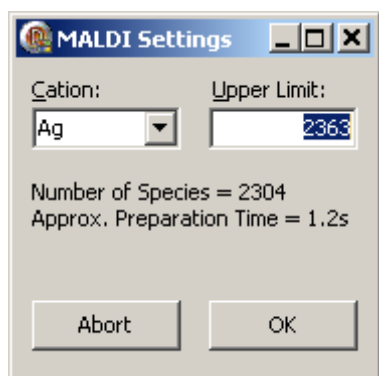 MALDI Settings
Cation: Upper Limit:
Ag 2363
Number of Species = 2304
Approx. Preparation Time = 1.2s
Abort OK